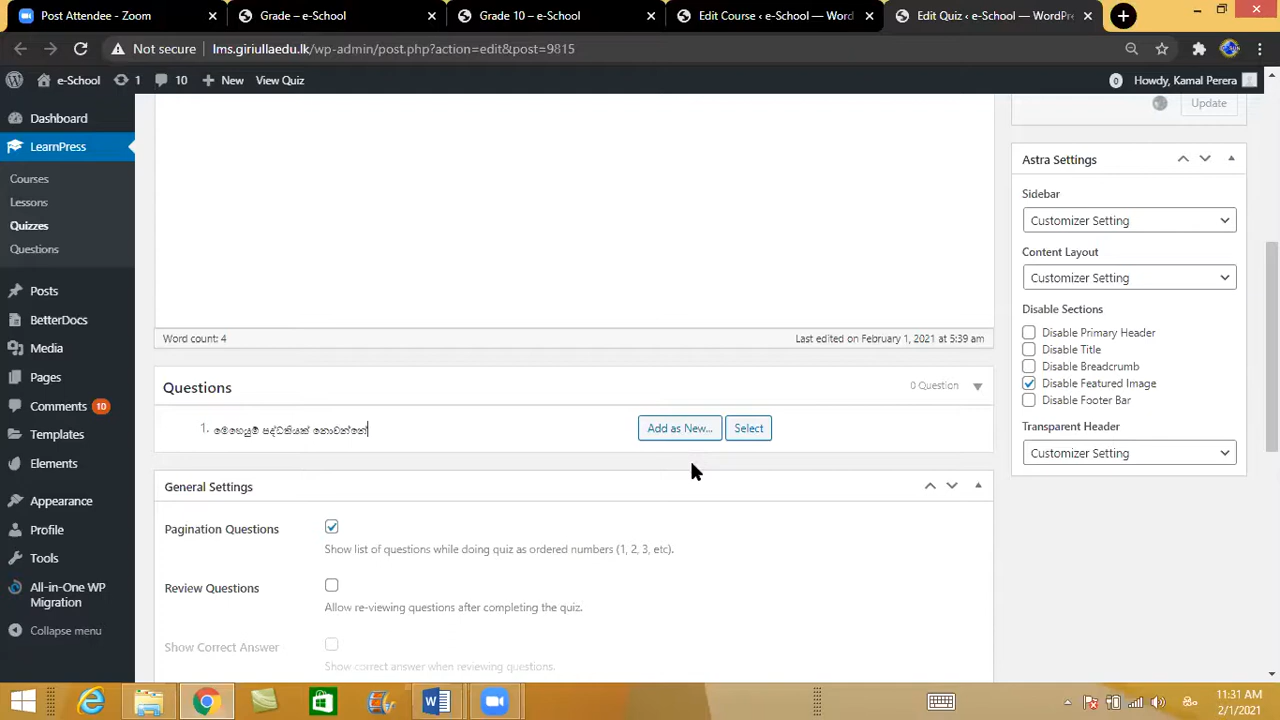 Post Attendee - Zoom
Grade – e-School
Grade 10 – e-School
Edit Course ‹ e-School — Word
Edit Quiz ‹ e-School — WordPre
Not secure
lms.giriullaedu.lk/wp-admin/post.php?action=edit&post=9815
e-School 1 10 New View Quiz 0 Howdy, Kamal Perera
Dashboard
LearnPress
Courses
Lessons
Quizzes
Questions
Posts
BetterDocs
Media
Pages
Comments 10
Templates
Elements
Appearance
Profile
Tools
All-in-One WP
Migration
Collapse menu
Word count: 4
Last edited on February 1, 2021 at 5:39 am
Questions
0 Question
1. මෙහෙයුම් පද්ධතියක් නොවන්නේ
Add as New...
Select
General Settings
Pagination Questions
Show list of questions while doing quiz as ordered numbers (1, 2, 3, etc).
Review Questions
Allow re-viewing questions after completing the quiz.
Show Correct Answer
Show correct answer when reviewing questions.
Update
Astra Settings
Sidebar
Customizer Setting
Content Layout
Customizer Setting
Disable Sections
Disable Primary Header
Disable Title
Disable Breadcrumb
Disable Featured Image
Disable Footer Bar
Transparent Header
Customizer Setting
11:31 AM
2/1/2021